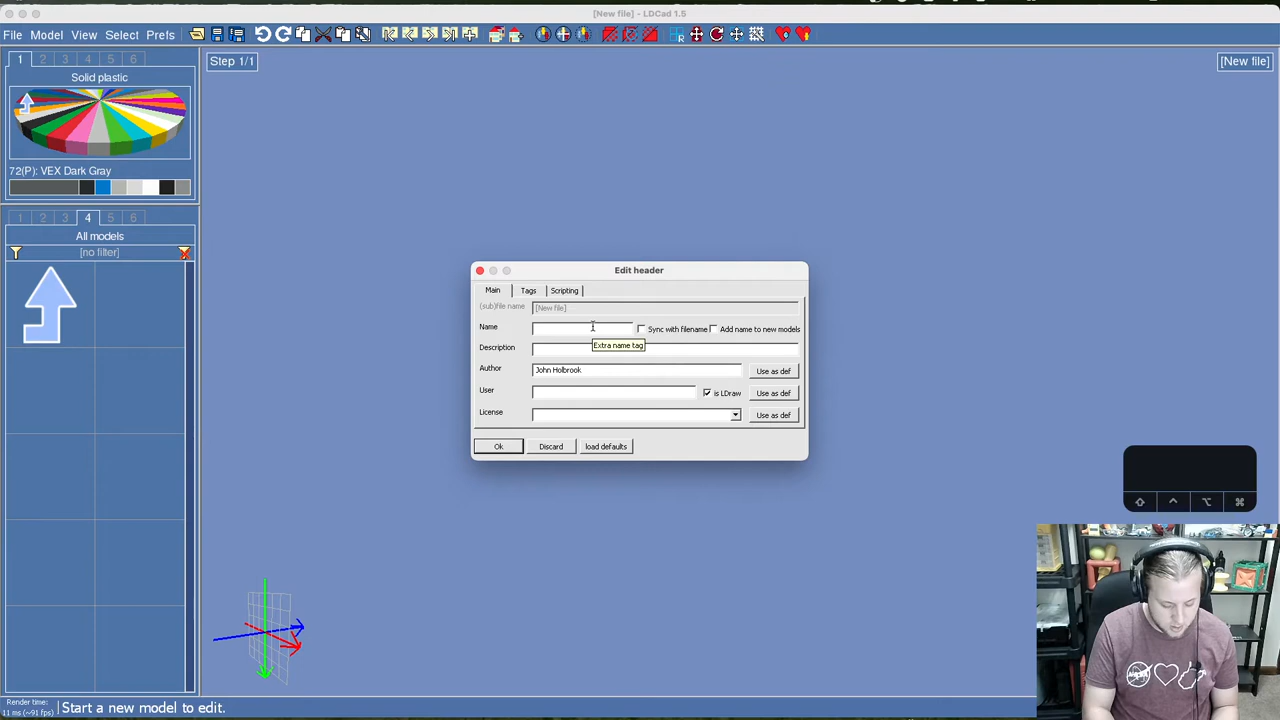 [New file] - LDCad 1.5
File Model View Select Prefs
1 2 3 4 5 6
Step 1/1
[New file]
Solid plastic
72(P): VEX Dark Gray
1 2 3 4 5 6
All models
[no filter]
Edit header
Main Tags Scripting
(sub)file name [New file]
Name Sync with filename Add name to new models
Extra name tag
Description
Author John Holbrook Use as def
User is LDraw Use as def
License Use as def
Ok Discard load defaults
Render time:
11 ms (~91 fps)
Start a new model to edit.